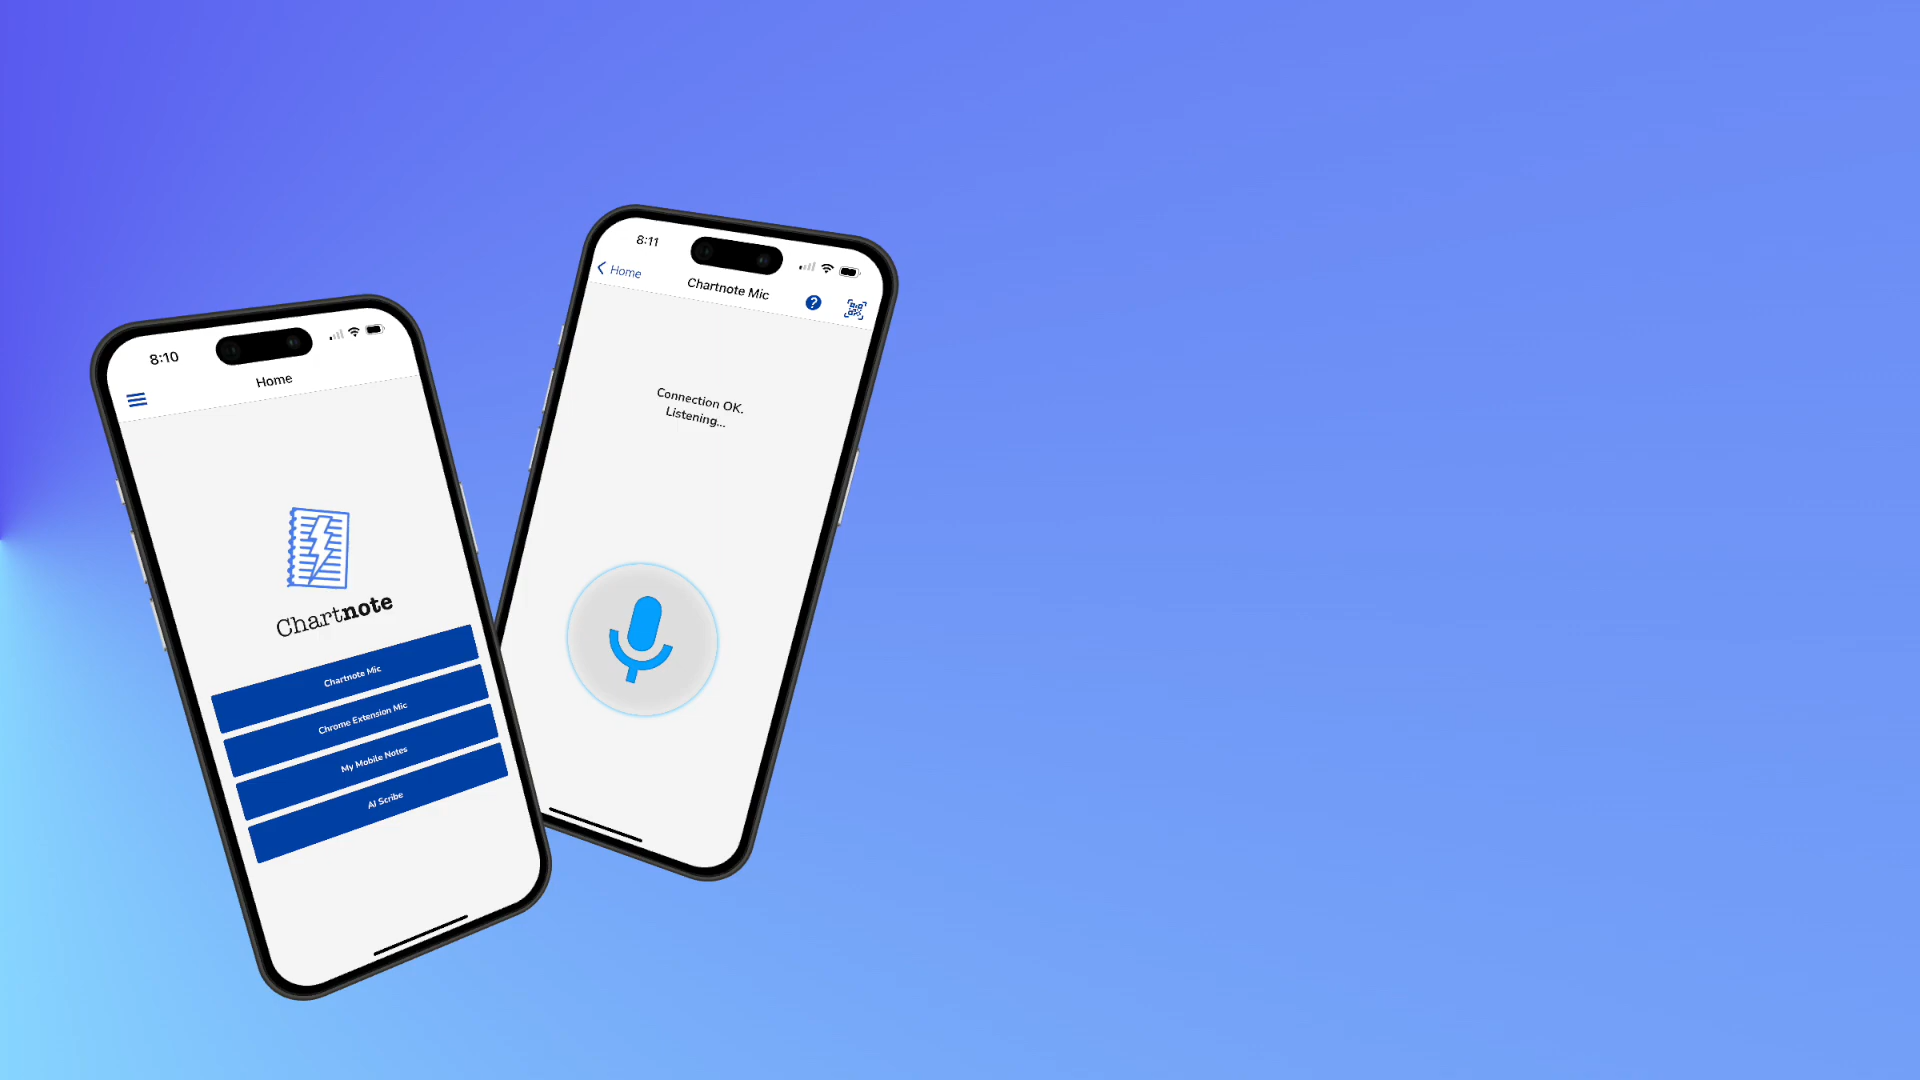 8:10
Home
Chartnote
Chartnote Mic
Chrome Extension Mic
My Mobile Notes
AI Scribe
8:11
Home
Chartnote Mic
?
Connection OK.
Listening...